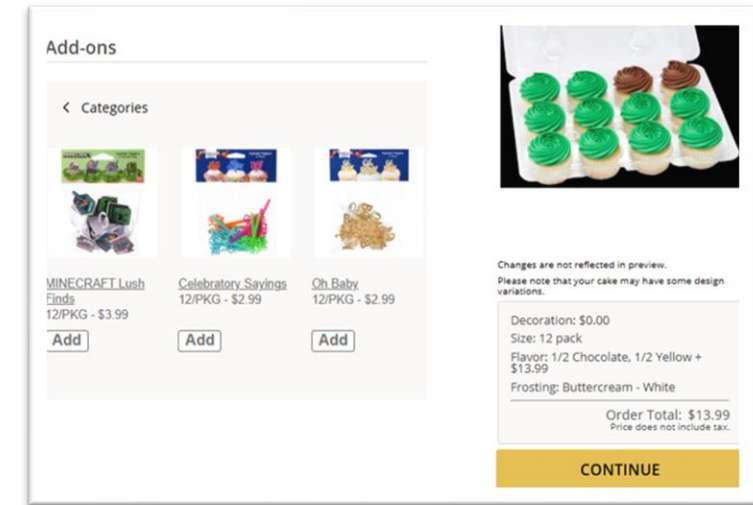 Add-ons
< Categories
MINECRAFT Lush
Finds
12/PKG - $3.99
Add
Celebratory Sayings
12/PKG - $2.99
Add
Oh Baby
12/PKG - $2.99
Add
Changes are not reflected in preview.
Please note that your cake may have some design
variations.
Decoration: $0.00
Size: 12 pack
Flavor: 1/2 Chocolate, 1/2 Yellow +
$13.99
Frosting: Buttercream - White
Order Total: $13.99
Price does not include tax.
CONTINUE